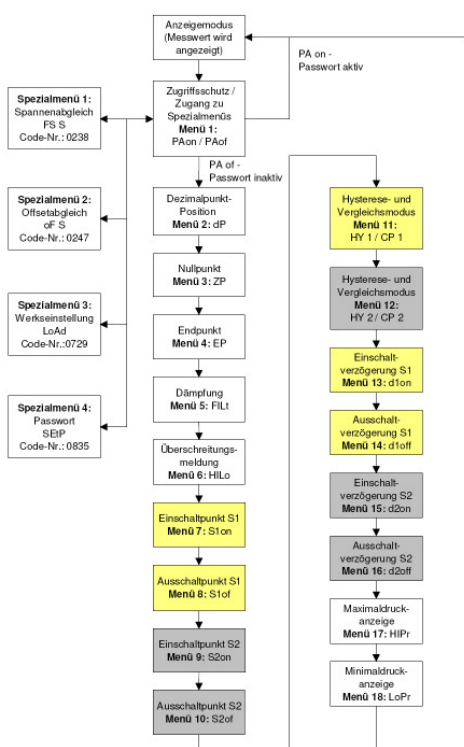 Anzeigemodus
(Messwert wird
angezeigt)
PA on -
Passwort aktiv
Zugriffsschutz /
Zugang zu
Spezialmenüs
Menü 1:
PAon / PAof
Spezialmenü 1:
Spannenabgleich
FS S
Code-Nr.: 0238
PA of -
Passwort inaktiv
Spezialmenü 2:
Offsetabgleich
oF S
Code-Nr.: 0247
Spezialmenü 3:
Werkseinstellung
LoAd
Code-Nr.:0729
Spezialmenü 4:
Passwort
SEtP
Code-Nr.: 0835
Dezimalpunkt-
Position
Menü 2: dP
Nullpunkt
Menü 3: ZP
Endpunkt
Menü 4: EP
Dämpfung
Menü 5: FILt
Überschreitungs-
meldung
Menü 6: HILo
Einschaltpunkt S1
Menü 7: S1on
Ausschaltpunkt S1
Menü 8: S1of
Einschaltpunkt S2
Menü 9: S2on
Ausschaltpunkt S2
Menü 10: S2of
Hysterese- und
Vergleichsmodus
Menü 11:
HY 1 / CP 1
Hysterese- und
Vergleichsmodus
Menü 12:
HY 2 / CP 2
Einschalt-
verzögerung S1
Menü 13: d1on
Ausschalt-
verzögerung S1
Menü 14: d1off
Einschalt-
verzögerung S2
Menü 15: d2on
Ausschalt-
verzögerung S2
Menü 16: d2off
Maximaldruck-
anzeige
Menü 17: HIPr
Minimaldruck-
anzeige
Menü 18: LoPr